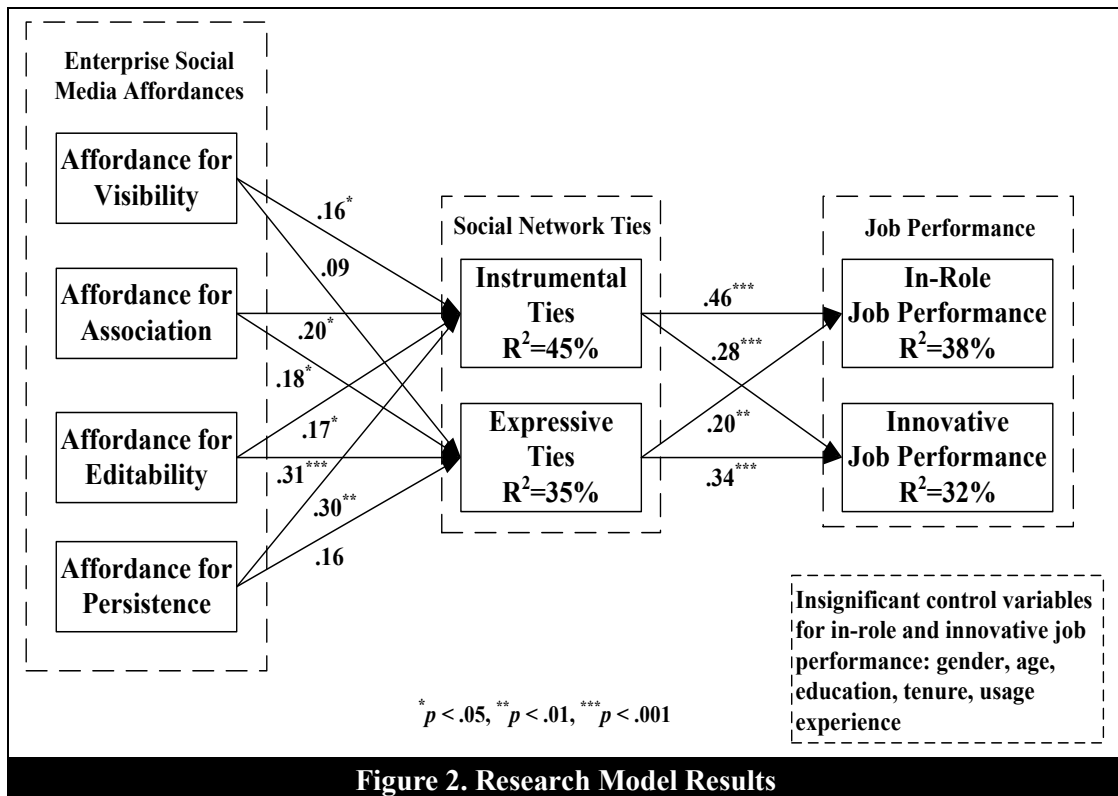 Enterprise Social
Media Affordances
Affordance for
Visibility
Affordance for
Association
Affordance for
Editability
Affordance for
Persistence
.16*
.09
.20*
.18*
.17*
.31***
.30**
.16
Social Network Ties
Instrumental
Ties
R²=45%
Expressive
Ties
R²=35%
.46***
.28***
.20**
.34***
Job Performance
In-Role
Job Performance
R²=38%
Innovative
Job Performance
R²=32%
Insignificant control variables
for in-role and innovative job
performance: gender, age,
education, tenure, usage
experience
*p < .05, **p < .01, ***p < .001
Figure 2. Research Model Results